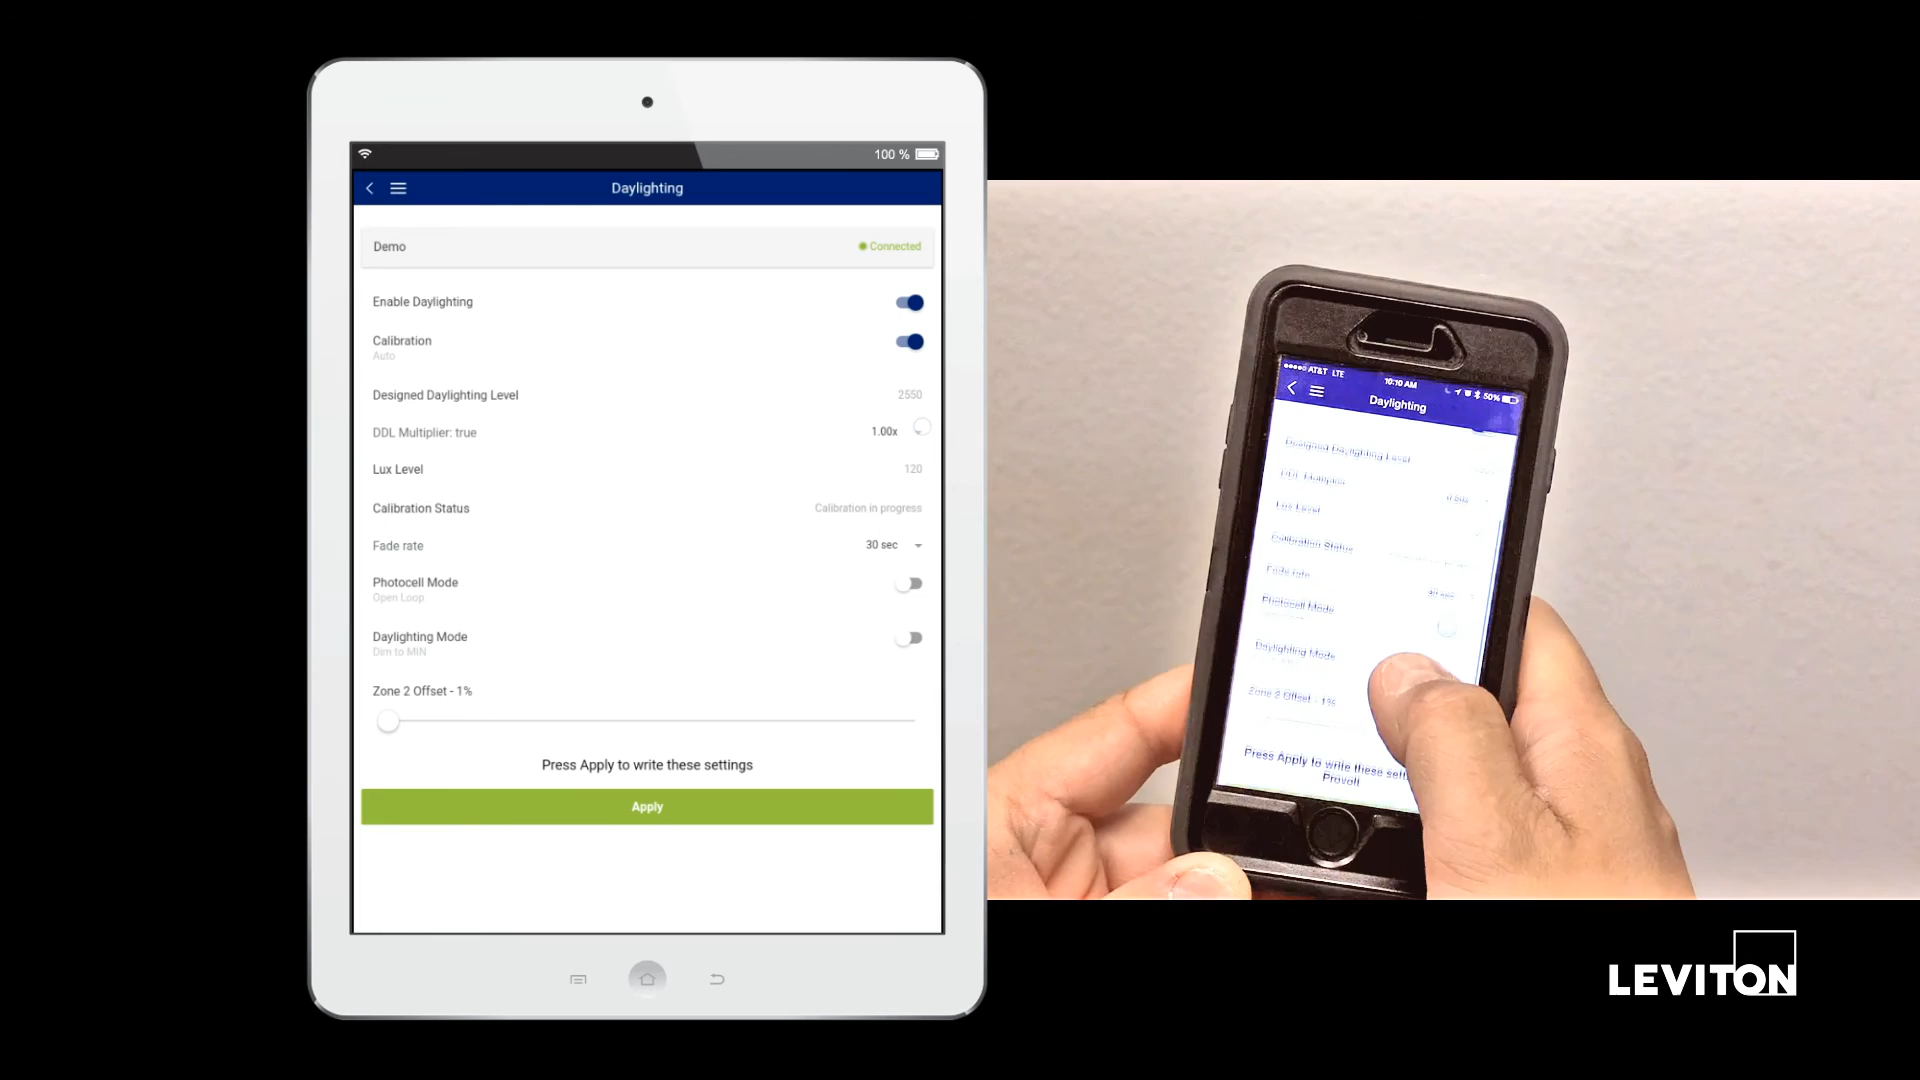 100 %
Daylighting
Demo
Connected
Enable Daylighting
Calibration
Auto
Designed Daylighting Level 2550
DDL Multiplier: true 1.00x
Lux Level 120
Calibration Status Calibration in progress
Fade rate 30 sec
Photocell Mode
Open Loop
Daylighting Mode
Dim to MIN
Zone 2 Offset - 1%
Press Apply to write these settings
Apply
AT&T LTE 10:10 AM 50%
Daylighting
Designed Daylighting Level
DDL Multiplier
Lux Level
Calibration Status
Fade rate
Photocell Mode
Daylighting Mode
Zone 2 Offset - 1%
Press Apply to write these sett
Provolt
LEVITON